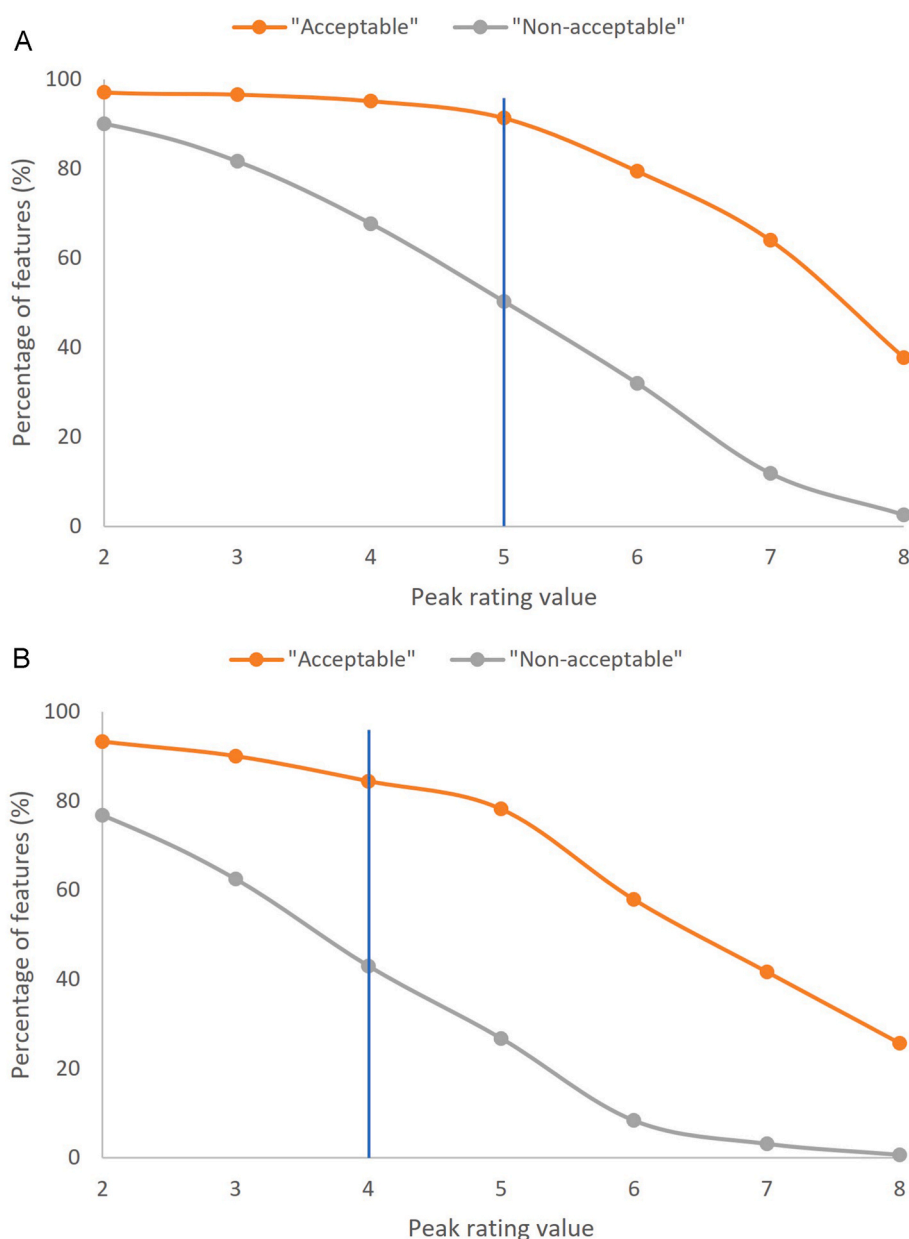 A
"Acceptable" "Non-acceptable"
100
80
60
40
20
0
Percentage of features (%)
2 3 4 5 6 7 8
Peak rating value
B
"Acceptable" "Non-acceptable"
100
80
60
40
20
0
Percentage of features (%)
2 3 4 5 6 7 8
Peak rating value